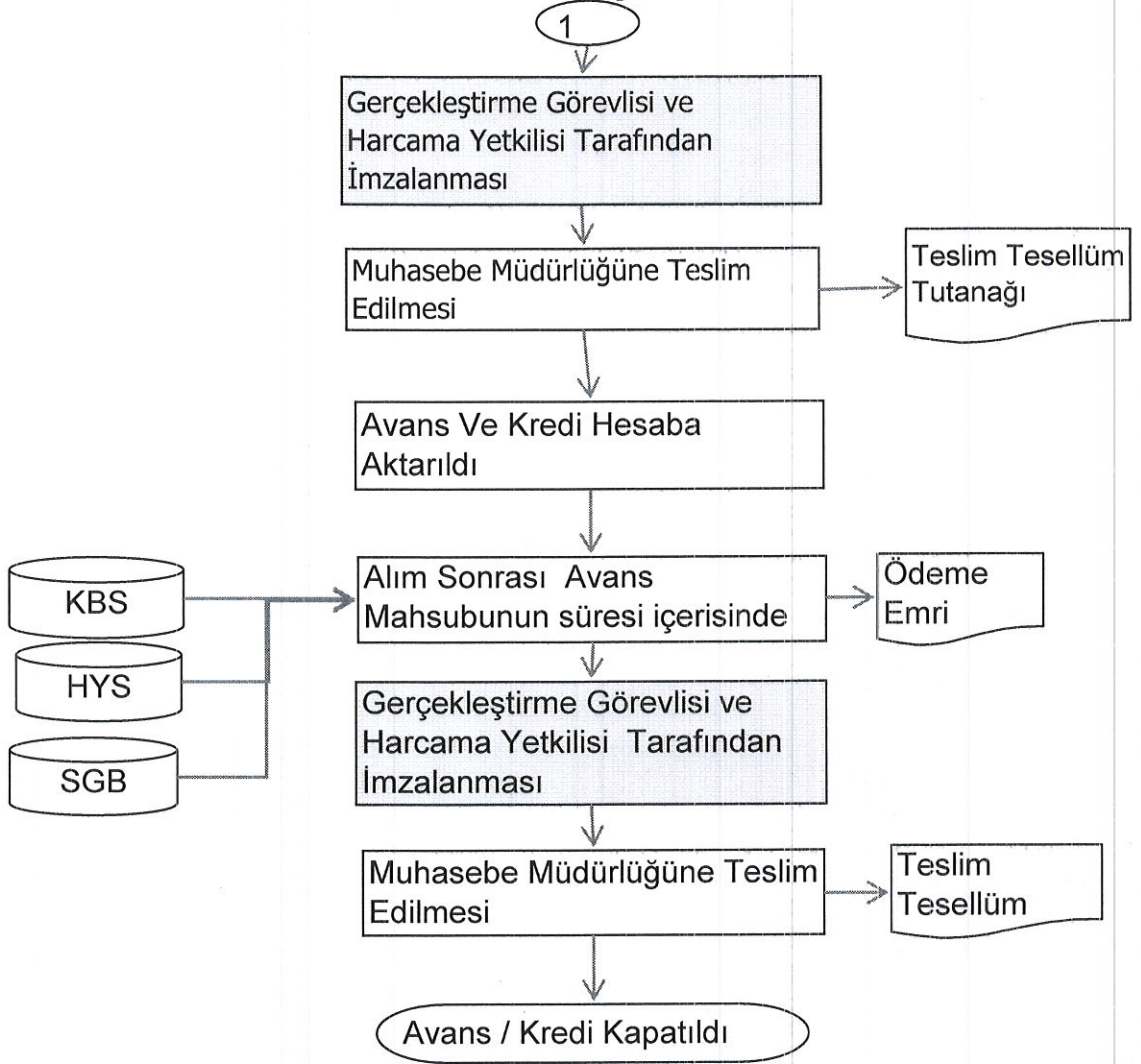 1
Gerçekleştirme Görevlisi ve
Harcama Yetkilisi Tarafından
İmzalanması
Muhasebe Müdürlüğüne Teslim
Edilmesi
Teslim Tesellüm
Tutanağı
Avans Ve Kredi Hesaba
Aktarıldı
KBS
HYS
SGB
Alım Sonrası Avans
Mahsubunun süresi içerisinde
Ödeme
Emri
Gerçekleştirme Görevlisi ve
Harcama Yetkilisi Tarafından
İmzalanması
Muhasebe Müdürlüğüne Teslim
Edilmesi
Teslim
Tesellüm
Avans / Kredi Kapatıldı